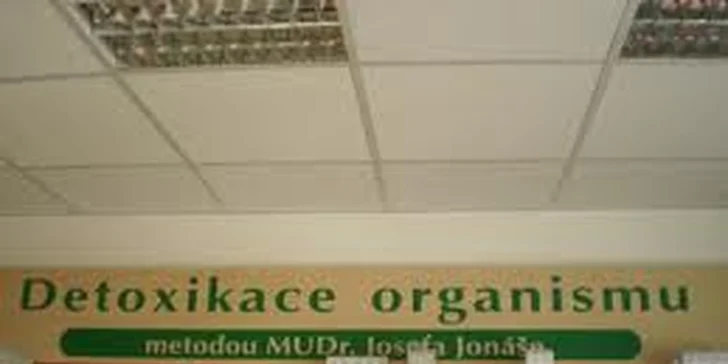 Detoxikace organismu
metodou MUDr. Josefa Jonáše